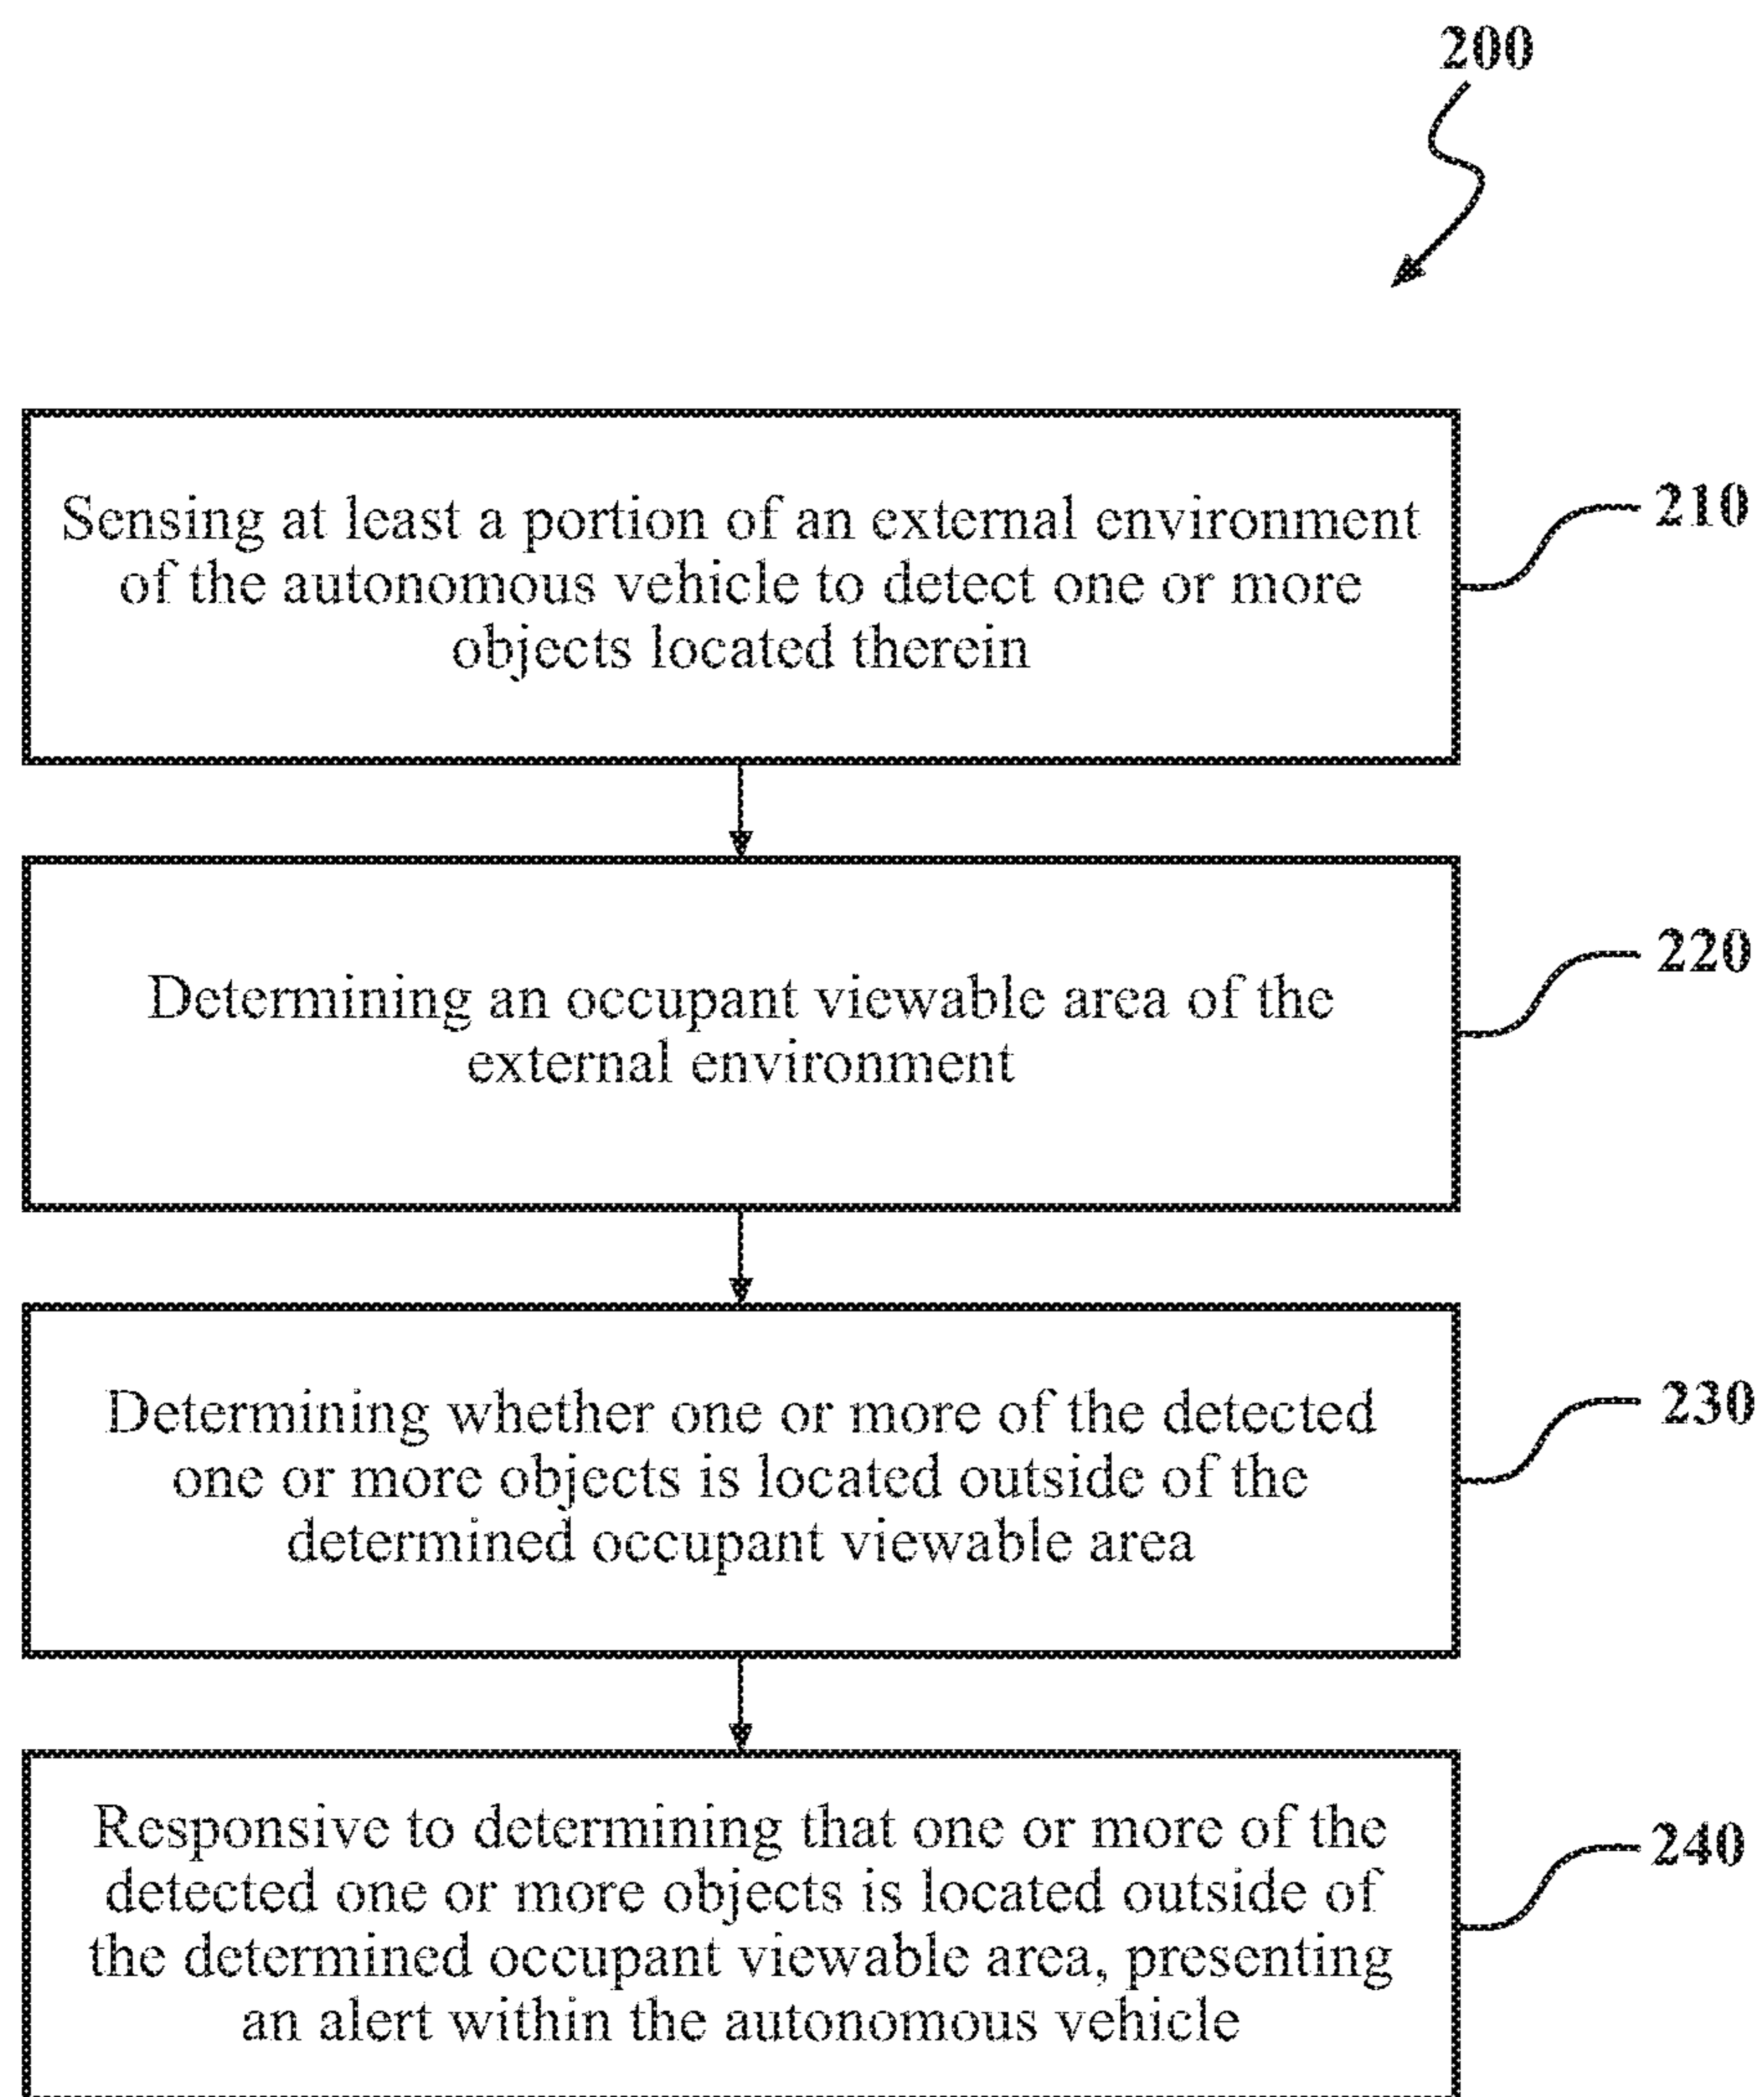 200
Sensing at least a portion of an external environment
of the autonomous vehicle to detect one or more
objects located therein
210
Determining an occupant viewable area of the
external environment
220
Determining whether one or more of the detected
one or more objects is located outside of the
determined occupant viewable area
230
Responsive to determining that one or more of the
detected one or more objects is located outside of
the determined occupant viewable area, presenting
an alert within the autonomous vehicle
240